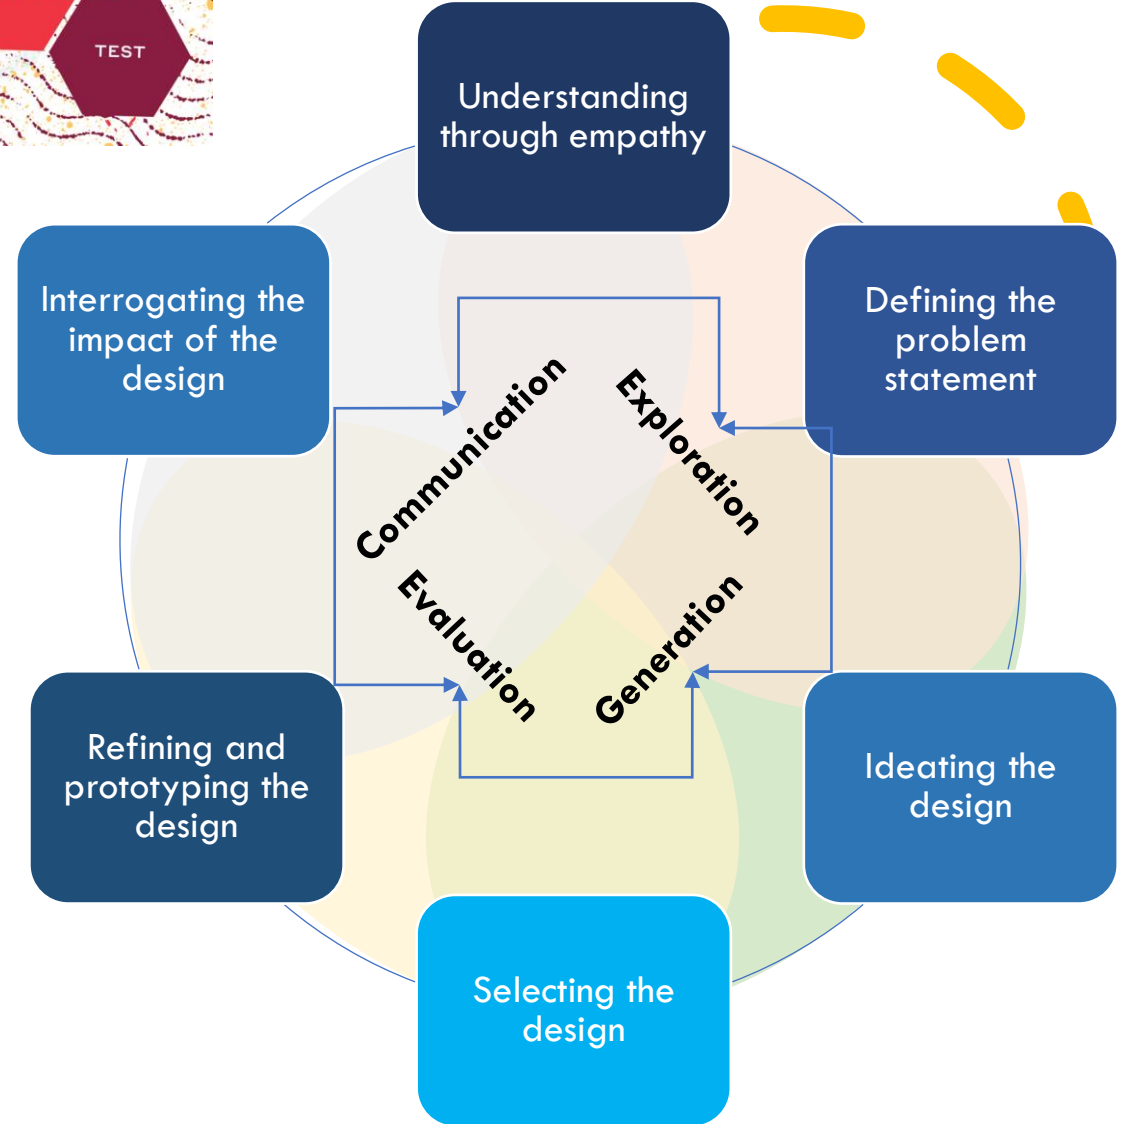 TEST
Understanding
through empathy
Interrogating the
impact of the
design
Defining the
problem
statement
Communication
Exploration
Evaluation
Generation
Refining and
prototyping the
design
Ideating the
design
Selecting the
design